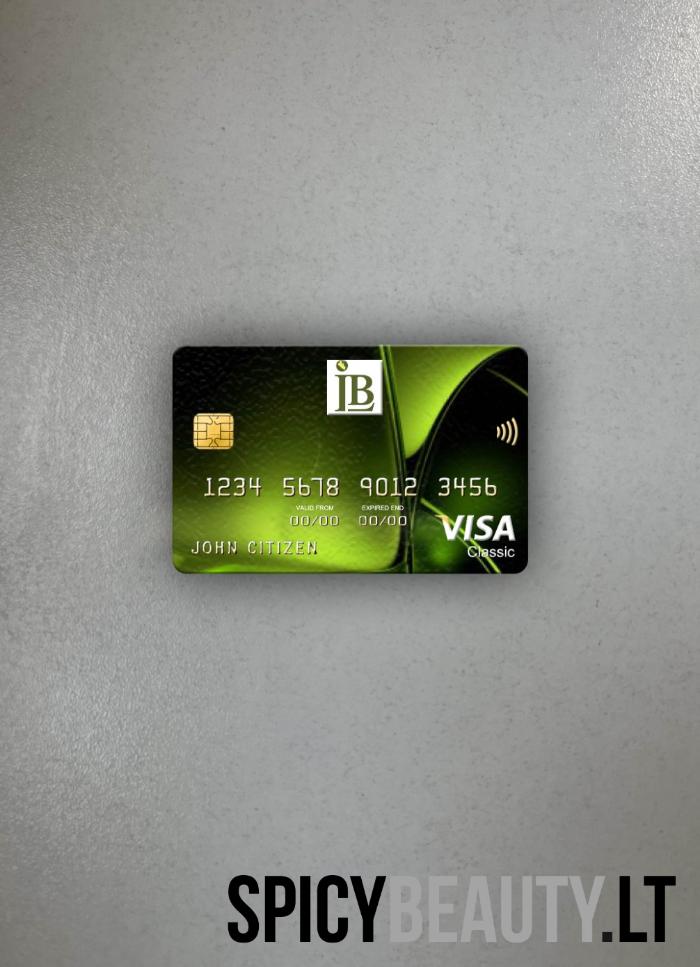 JB
1234 5678 9012 3456
VALID FROM EXPIRED END
00/00 00/00
VISA
JOHN CITIZEN
Classic
SPICYBEAUTY.LT